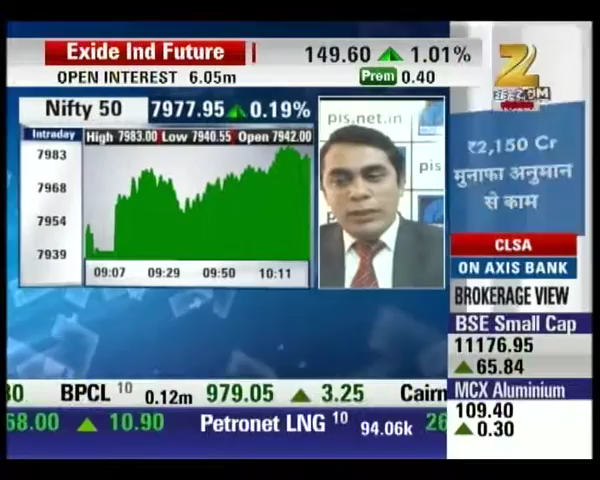 Exide Ind Future
149.60 1.01%
OPEN INTEREST 6.05m
Prem 0.40
Nifty 50 7977.95 0.19%
Intraday High 7983.00 Low 7940.55 Open 7942.00
7983
7968
7954
7939
09:07 09:29 09:50 10:11
pis.net.in
pis
₹2,150 Cr
मुनाफा अनुमान
से काम
CLSA
ON AXIS BANK
BROKERAGE VIEW
BSE Small Cap
11176.95
65.84
MCX Aluminium
109.40
0.30
30 BPCL 10 0.12m 979.05 3.25 Cairn
68.00 10.90 Petronet LNG 10 94.06k 26